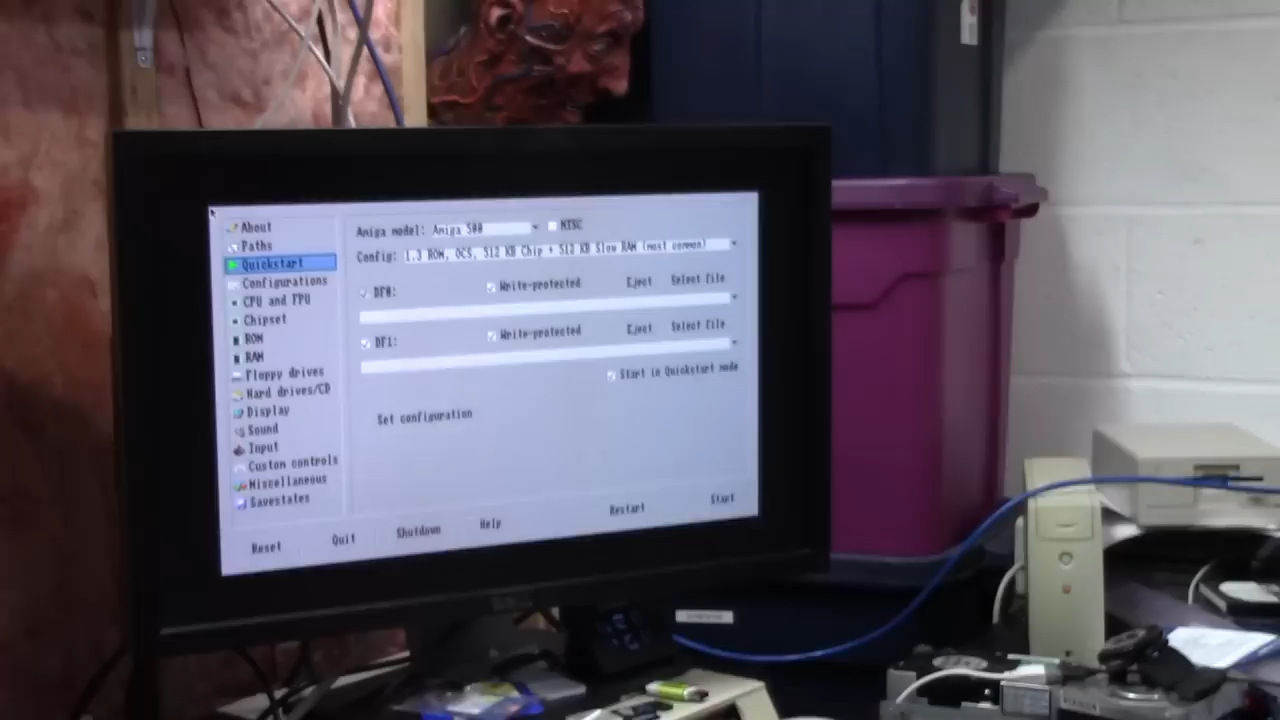 About
Paths
Quickstart
Configurations
CPU and FPU
Chipset
ROM
RAM
Floppy drives
Hard drives/CD
Display
Sound
Input
Custom controls
Miscellaneous
Savestates
Amiga model: Amiga 500 NTSC
Config: 1.3 ROM, OCS, 512 KB Chip + 512 KB Slow RAM (most common)
DF0: Write-protected Eject Select file
DF1: Write-protected Eject Select file
Start in Quickstart mode
Set configuration
Reset Quit Shutdown Help Restart Start